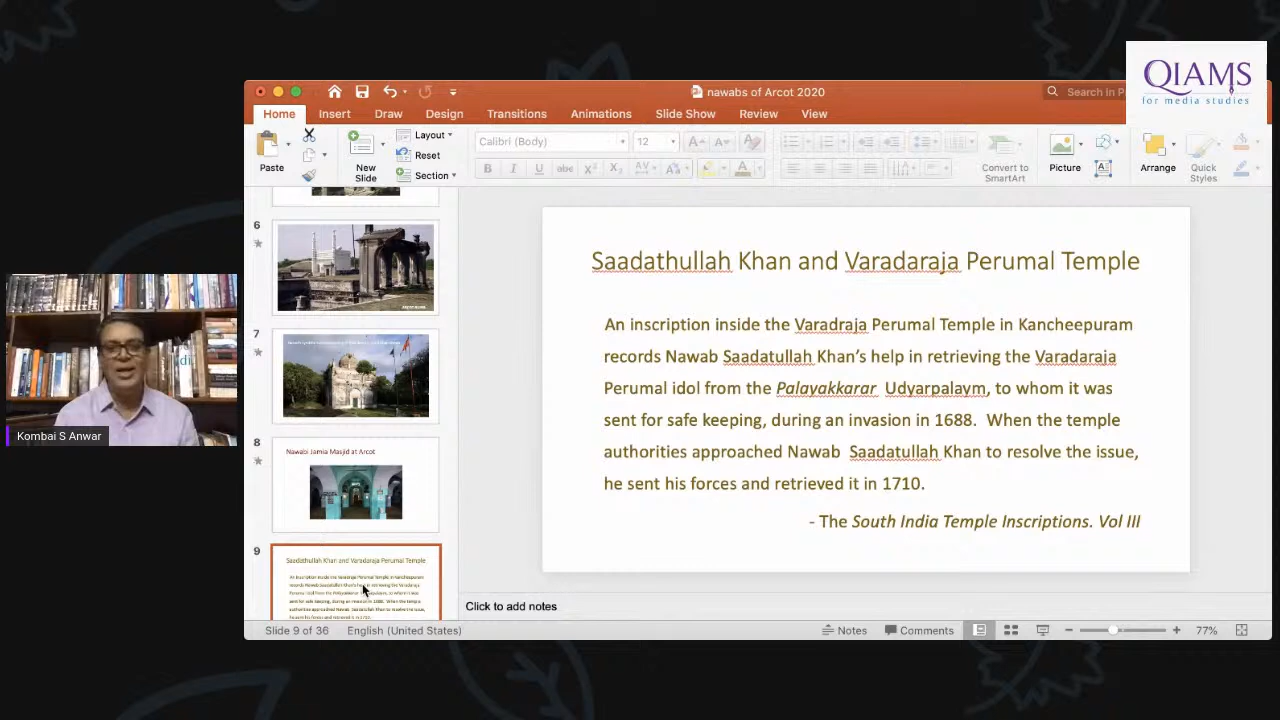 QIAMS
for media studies
nawabs of Arcot 2020
Search in
Home Insert Draw Design Transitions Animations Slide Show Review View
Paste
New
Slide
Layout
Reset
Section
Calibri (Body) 12
B I U abc X² X₂ AV Aa A
Convert to
SmartArt
Picture
Arrange
Quick
Styles
6
7
8
Nawabi Jamia Masjid at Arcot
9
Saadathullah Khan and Varadaraja Perumal Temple
Saadathullah Khan and Varadaraja Perumal Temple
An inscription inside the Varadraja Perumal Temple in Kancheepuram
records Nawab Saadatullah Khan's help in retrieving the Varadaraja
Perumal idol from the Palayakkarar Udyarpalaym, to whom it was
sent for safe keeping, during an invasion in 1688. When the temple
authorities approached Nawab Saadatullah Khan to resolve the issue,
he sent his forces and retrieved it in 1710.
- The South India Temple Inscriptions. Vol III
Click to add notes
Slide 9 of 36 English (United States) Notes Comments 77%
Kombai S Anwar